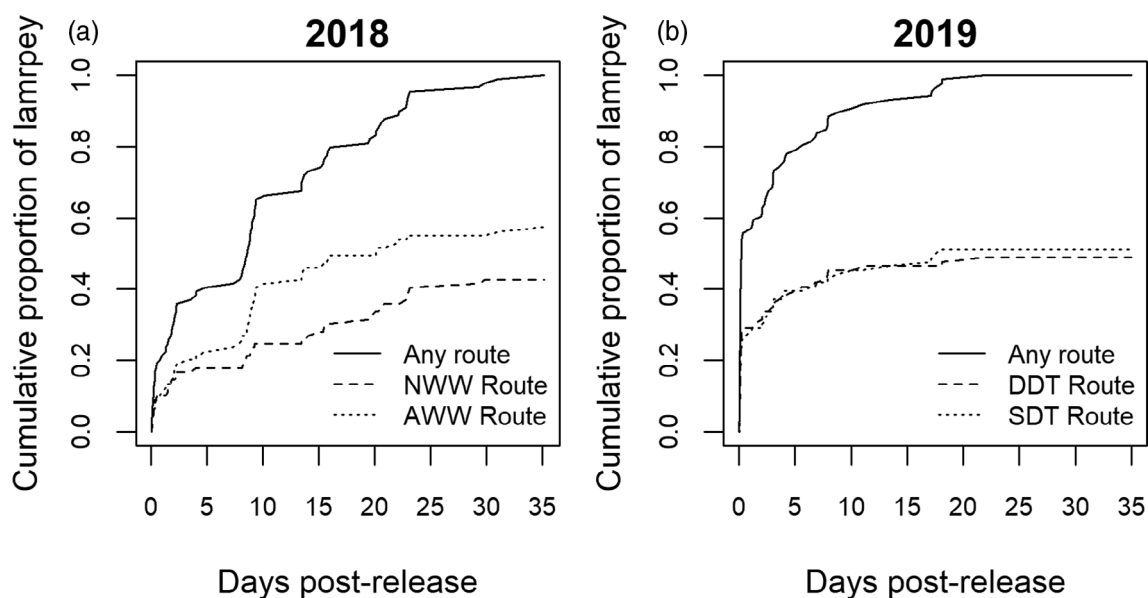 (a) 2018
Cumulative proportion of lamrpey
1.0
0.8
0.6
0.4
0.2
0.0
Any route
NWW Route
AWW Route
0 5 10 15 20 25 30 35
Days post-release
(b) 2019
Cumulative proportion of lamrpey
1.0
0.8
0.6
0.4
0.2
0.0
Any route
DDT Route
SDT Route
0 5 10 15 20 25 30 35
Days post-release